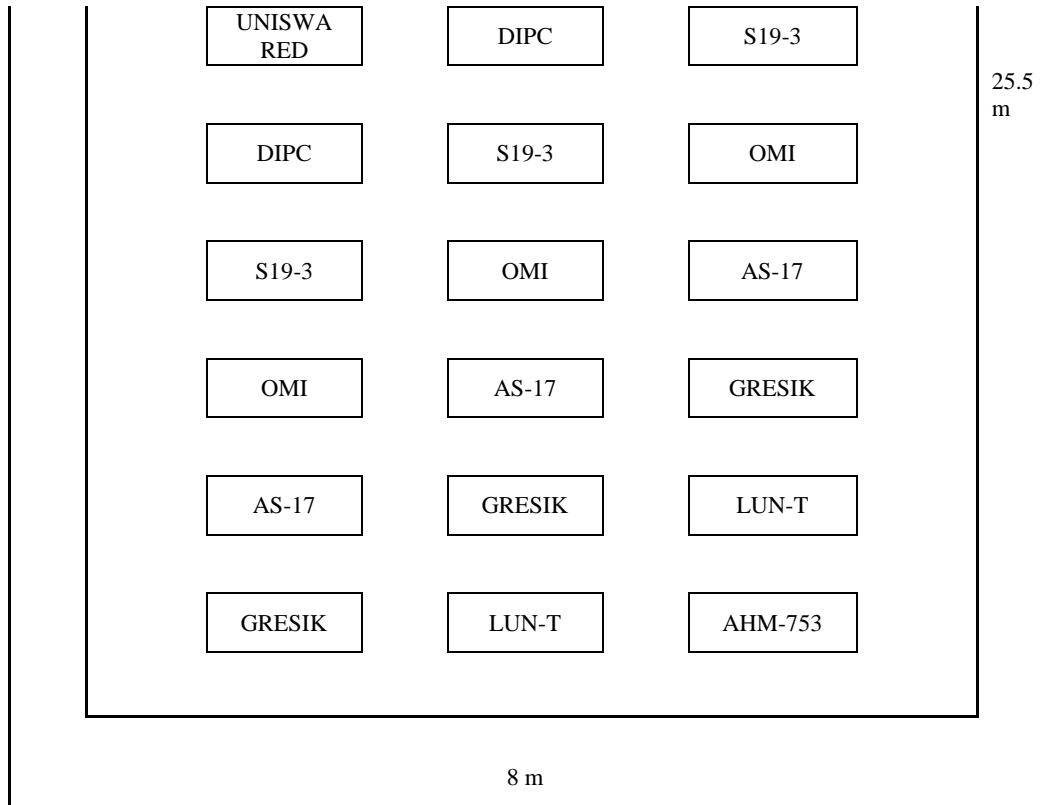 UNISWA
RED
DIPC
S19-3
25.5
m
DIPC
S19-3
OMI
S19-3
OMI
AS-17
OMI
AS-17
GRESIK
AS-17
GRESIK
LUN-T
GRESIK
LUN-T
AHM-753
8 m